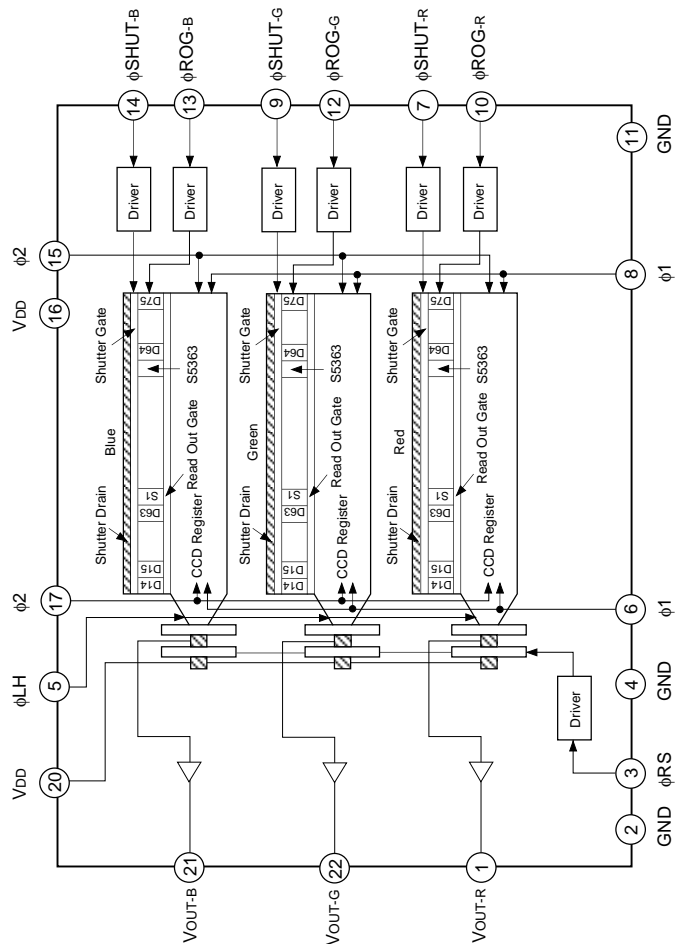 φSHUT-B
φROG-B
φSHUT-G
φROG-G
φSHUT-R
φROG-R
14
13
9
12
7
10
11
GND
Driver
Driver
Driver
Driver
Driver
Driver
φ2
15
8
φ1
VDD
16
D75
D75
D75
Shutter Gate
Shutter Gate
Shutter Gate
D64
D64
D64
S5363
S5363
S5363
Blue
Green
Red
Read Out Gate
Read Out Gate
Read Out Gate
S1
S1
S1
D63
D63
D63
Shutter Drain
Shutter Drain
Shutter Drain
CCD Register
CCD Register
CCD Register
D15
D15
D15
D14
D14
D14
φ2
17
6
φ1
φLH
5
4
GND
Driver
VDD
20
3
φRS
2
GND
21
22
1
VOUT-B
VOUT-G
VOUT-R